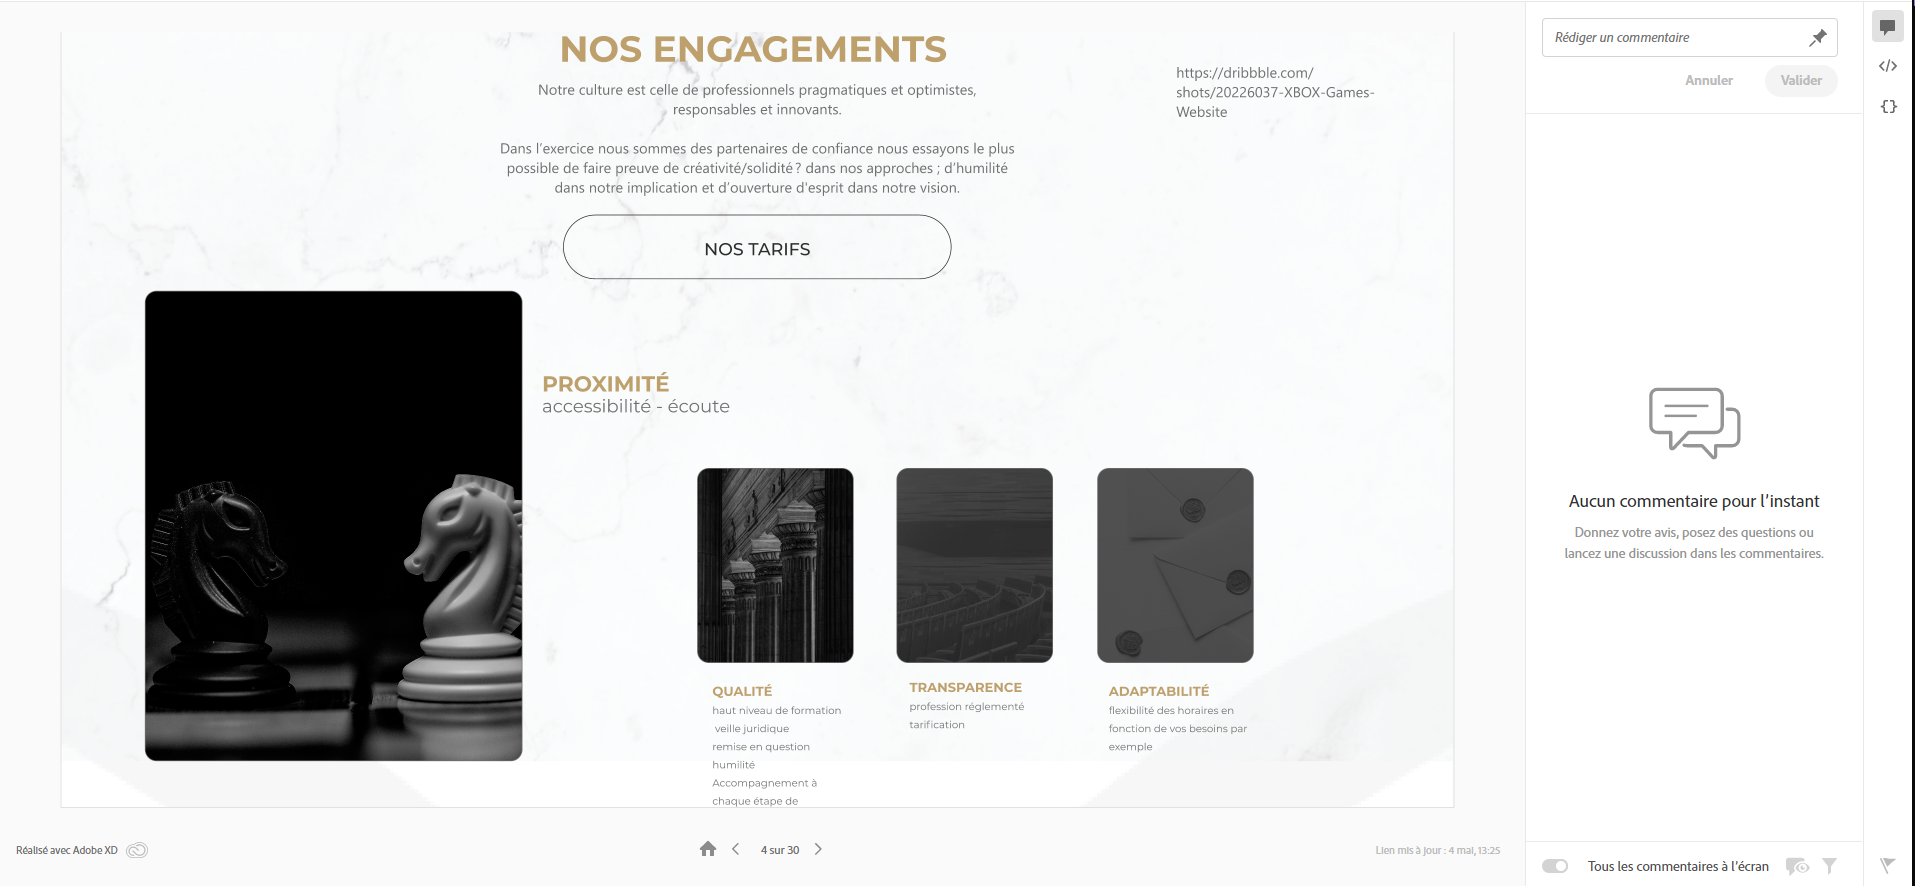 NOS ENGAGEMENTS
Notre culture est celle de professionnels pragmatiques et optimistes,
responsables et innovants.
https://dribbble.com/
shots/20226037-XBOX-Games-
Website
Dans l'exercice nous sommes des partenaires de confiance nous essayons le plus
possible de faire preuve de créativité/solidité ? dans nos approches ; d'humilité
dans notre implication et d'ouverture d'esprit dans notre vision.
NOS TARIFS
PROXIMITÉ
accessibilité - écoute
QUALITÉ
haut niveau de formation
veille juridique
remise en question
humilité
Accompagnement à
chaque étape de
TRANSPARENCE
profession réglementé
tarification
ADAPTABILITÉ
flexibilité des horaires en
fonction de vos besoins par
exemple
Réalisé avec Adobe XD
4 sur 30
Lien mis à jour : 4 mai, 13:25
Rédiger un commentaire
Annuler
Valider
Aucun commentaire pour l'instant
Donnez votre avis, posez des questions ou
lancez une discussion dans les commentaires.
Tous les commentaires à l'écran